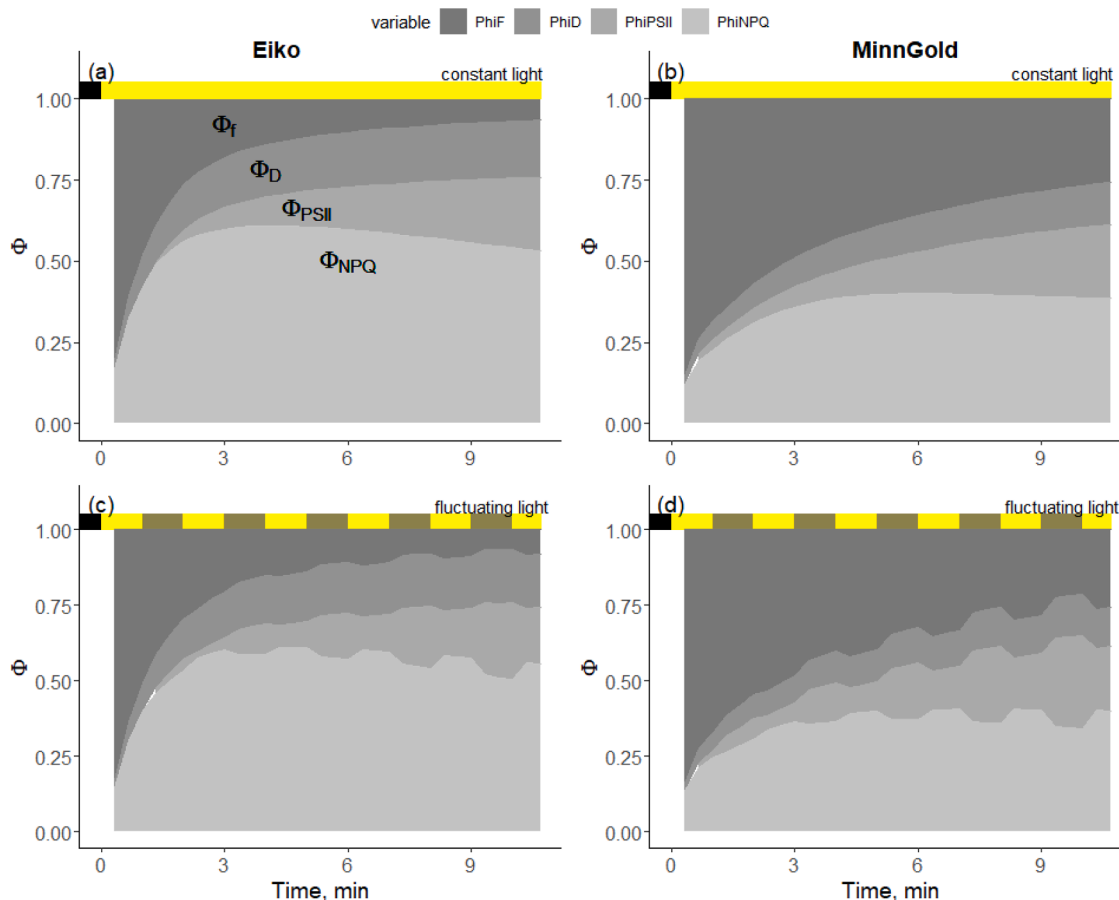 variable PhiF PhiD PhiPSII PhiNPQ
Eiko
MinnGold
(a) constant light
(b) constant light
1.00
0.75
0.50
0.25
0.00
Φ
Φf
ΦD
ΦPSII
ΦNPQ
0 3 6 9
1.00
0.75
0.50
0.25
0.00
Φ
0 3 6 9
(c) fluctuating light
(d) fluctuating light
1.00
0.75
0.50
0.25
0.00
Φ
0 3 6 9
Time, min
1.00
0.75
0.50
0.25
0.00
Φ
0 3 6 9
Time, min